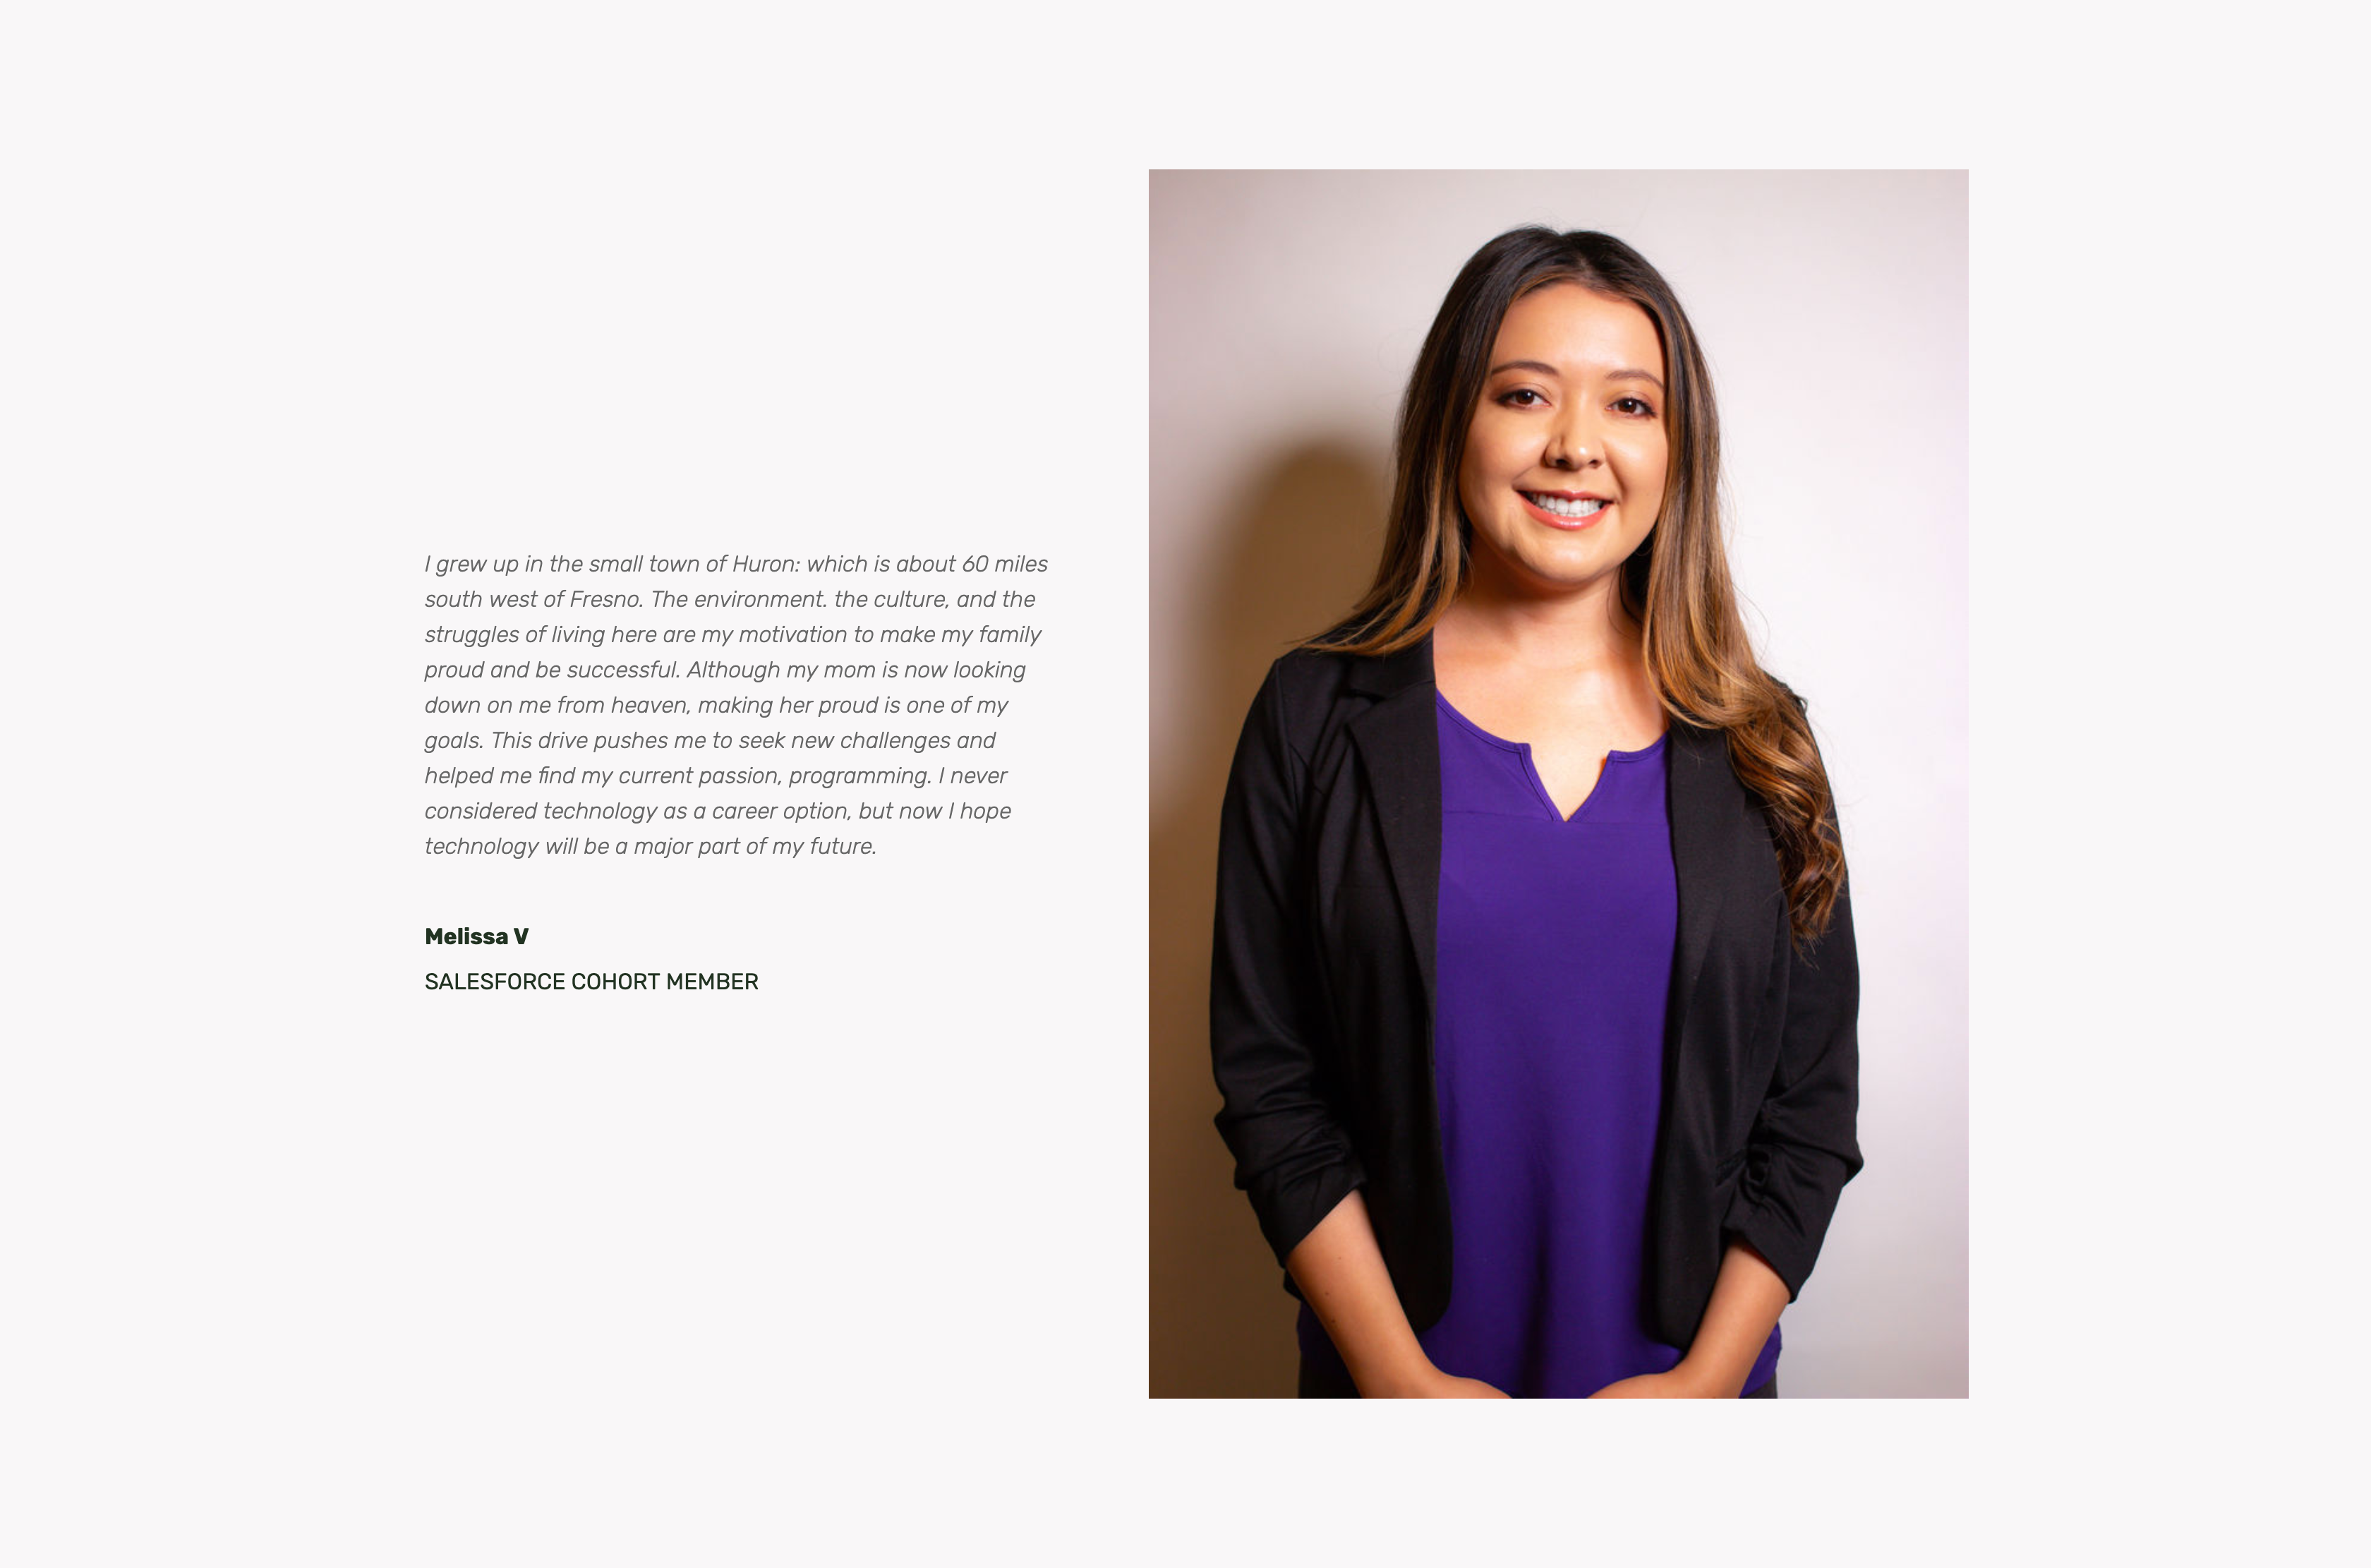 I grew up in the small town of Huron: which is about 60 miles
south west of Fresno. The environment. the culture, and the
struggles of living here are my motivation to make my family
proud and be successful. Although my mom is now looking
down on me from heaven, making her proud is one of my
goals. This drive pushes me to seek new challenges and
helped me find my current passion, programming. I never
considered technology as a career option, but now I hope
technology will be a major part of my future.
Melissa V
SALESFORCE COHORT MEMBER